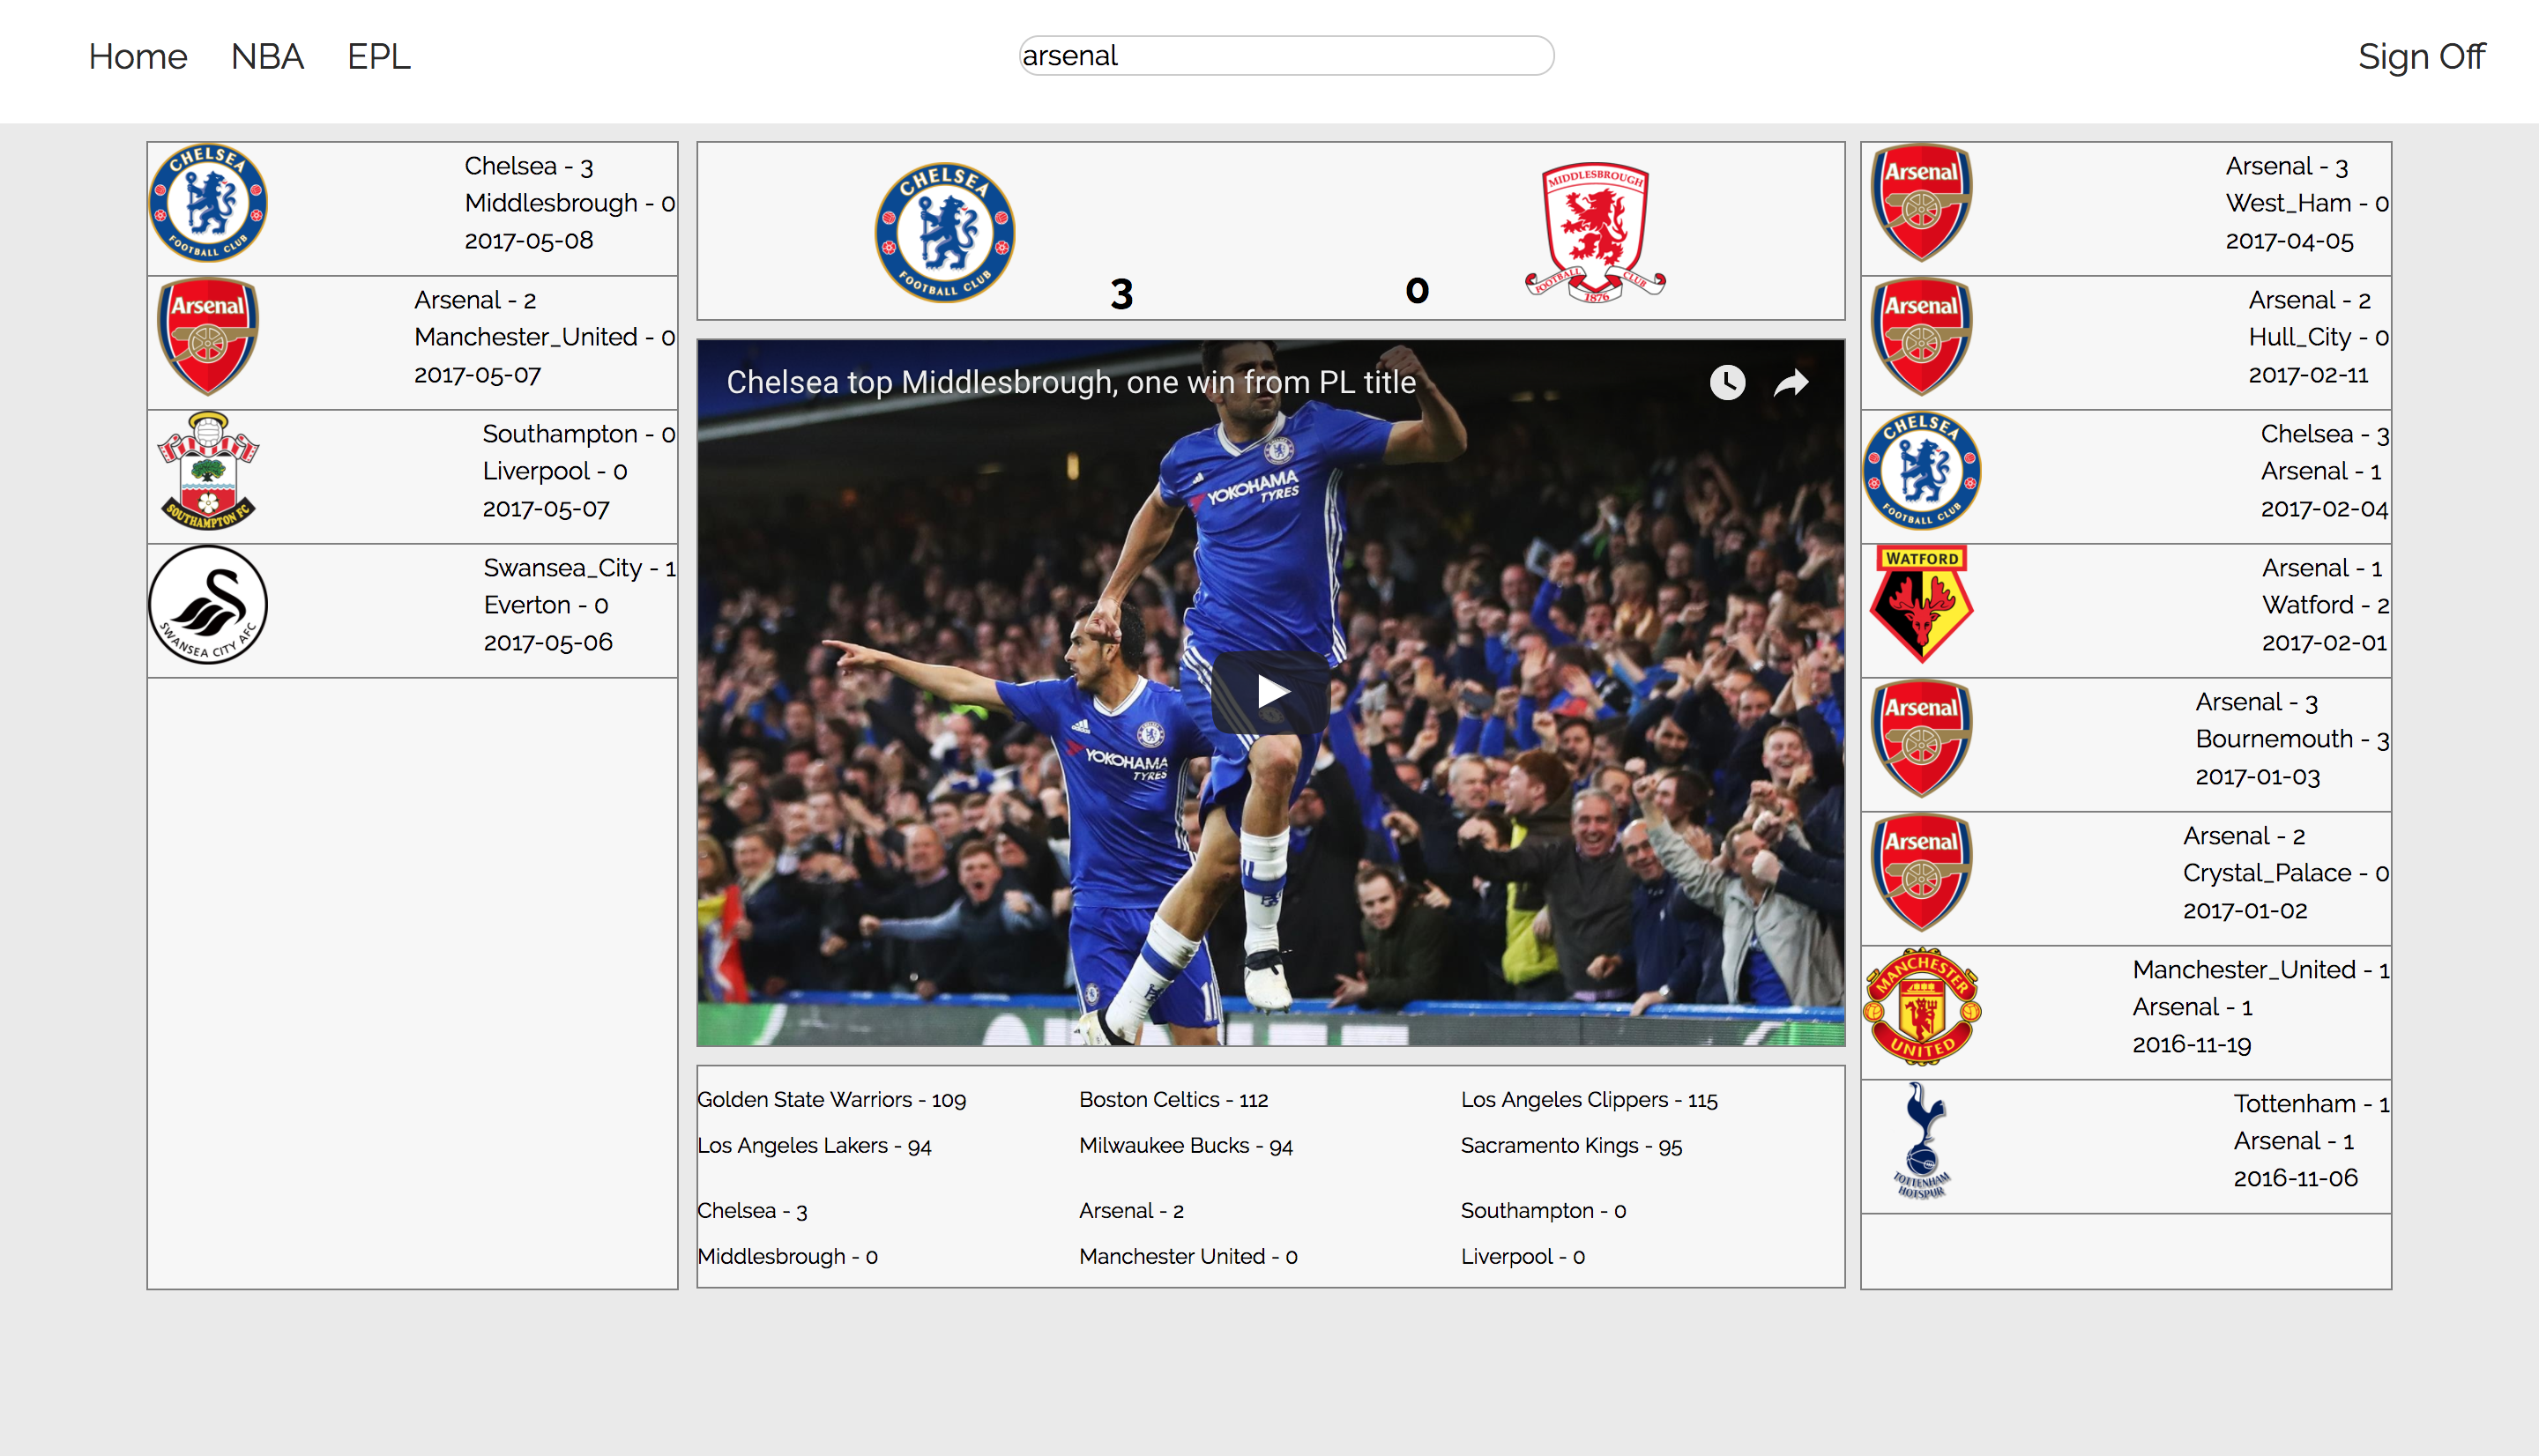 Home NBA EPL
arsenal
Sign Off
CHELSEA
FOOTBALL CLUB
Chelsea - 3
Middlesbrough - 0
2017-05-08
Arsenal
Arsenal - 2
Manchester_United - 0
2017-05-07
SOUTHAMPTON FC
Southampton - 0
Liverpool - 0
2017-05-07
SWANSEA CITY AFC
Swansea_City - 1
Everton - 0
2017-05-06
CHELSEA
FOOTBALL CLUB
3
0
MIDDLESBROUGH
FOOTBALL CLUB
1876
Chelsea top Middlesbrough, one win from PL title
YOKOHAMA
TYRES
YOKOHAMA
TYRES
Golden State Warriors - 109
Los Angeles Lakers - 94
Boston Celtics - 112
Milwaukee Bucks - 94
Los Angeles Clippers - 115
Sacramento Kings - 95
Chelsea - 3
Middlesbrough - 0
Arsenal - 2
Manchester United - 0
Southampton - 0
Liverpool - 0
Arsenal
Arsenal - 3
West_Ham - 0
2017-04-05
Arsenal
Arsenal - 2
Hull_City - 0
2017-02-11
CHELSEA
FOOTBALL CLUB
Chelsea - 3
Arsenal - 1
2017-02-04
WATFORD
Arsenal - 1
Watford - 2
2017-02-01
Arsenal
Arsenal - 3
Bournemouth - 3
2017-01-03
Arsenal
Arsenal - 2
Crystal_Palace - 0
2017-01-02
MANCHESTER
UNITED
Manchester_United - 1
Arsenal - 1
2016-11-19
TOTTENHAM
HOTSPUR
Tottenham - 1
Arsenal - 1
2016-11-06